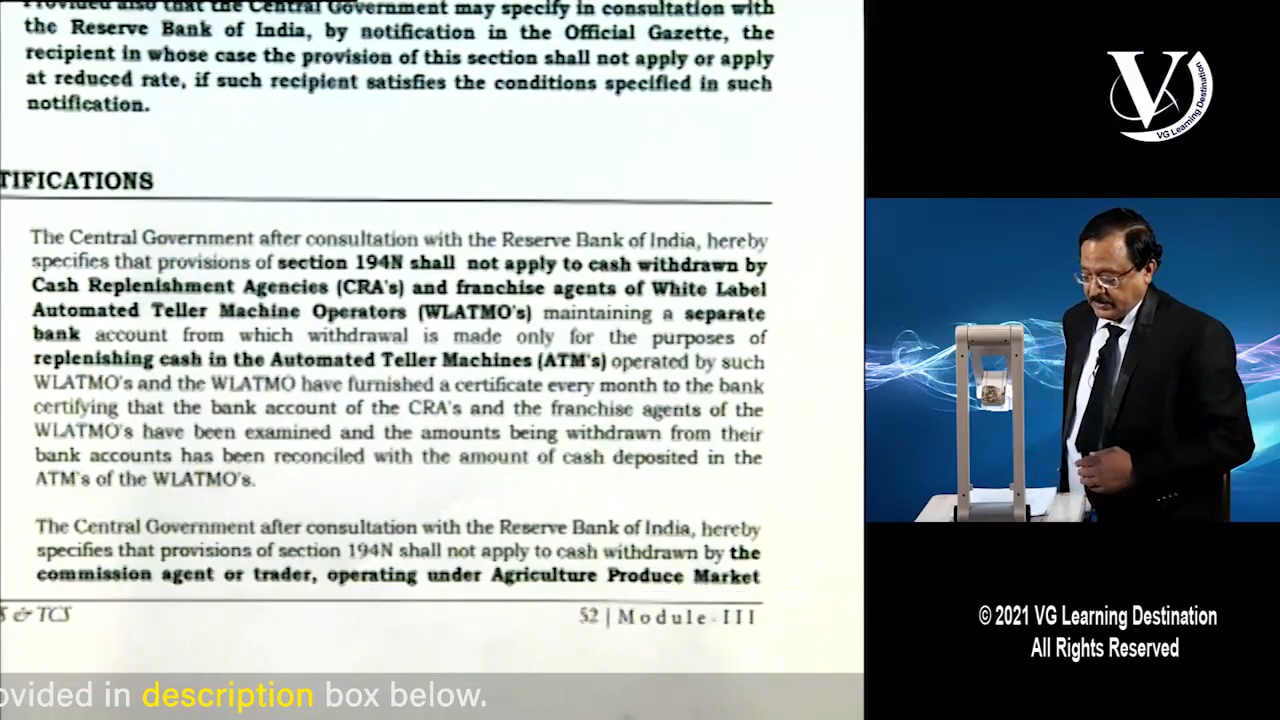 Provided also that the Central Government may specify in consultation with
the Reserve Bank of India, by notification in the Official Gazette, the
recipient in whose case the provision of this section shall not apply or apply
at reduced rate, if such recipient satisfies the conditions specified in such
notification.
TIFICATIONS
The Central Government after consultation with the Reserve Bank of India, hereby
specifies that provisions of section 194N shall not apply to cash withdrawn by
Cash Replenishment Agencies (CRA's) and franchise agents of White Label
Automated Teller Machine Operators (WLATMO's) maintaining a separate
bank account from which withdrawal is made only for the purposes of
replenishing cash in the Automated Teller Machines (ATM's) operated by such
WLATMO's and the WLATMO have furnished a certificate every month to the bank
certifying that the bank account of the CRA's and the franchise agents of the
WLATMO's have been examined and the amounts being withdrawn from their
bank accounts has been reconciled with the amount of cash deposited in the
ATM's of the WLATMO's.
The Central Government after consultation with the Reserve Bank of India, hereby
specifies that provisions of section 194N shall not apply to cash withdrawn by the
commission agent or trader, operating under Agriculture Produce Market
S & TCS
52 | Module - III
ovided in description box below.
V
VG Learning Destination
© 2021 VG Learning Destination
All Rights Reserved